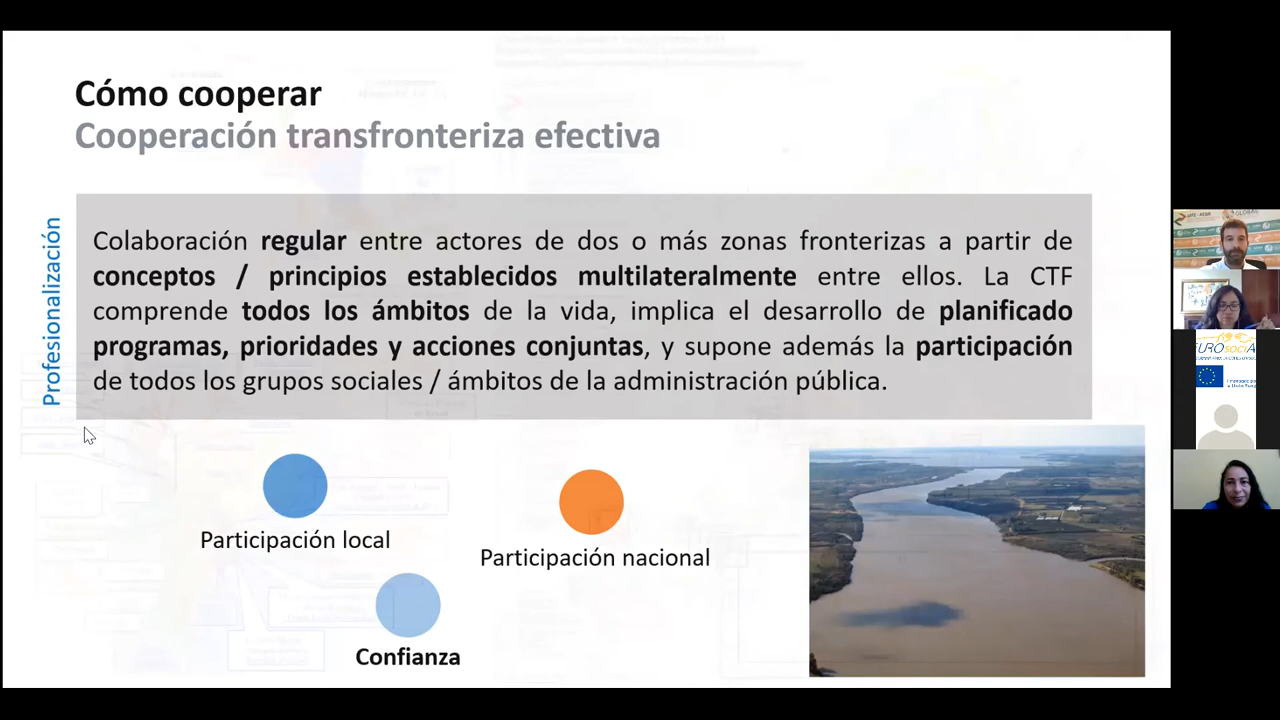 Cómo cooperar
Cooperación transfronteriza efectiva
Profesionalización
Colaboración regular entre actores de dos o más zonas fronterizas a partir de
conceptos / principios establecidos multilateralmente entre ellos. La CTF
comprende todos los ámbitos de la vida, implica el desarrollo de planificado
programas, prioridades y acciones conjuntas, y supone además la participación
de todos los grupos sociales / ámbitos de la administración pública.
Participación local
Participación nacional
Confianza
GLOBAL
EUROsociA